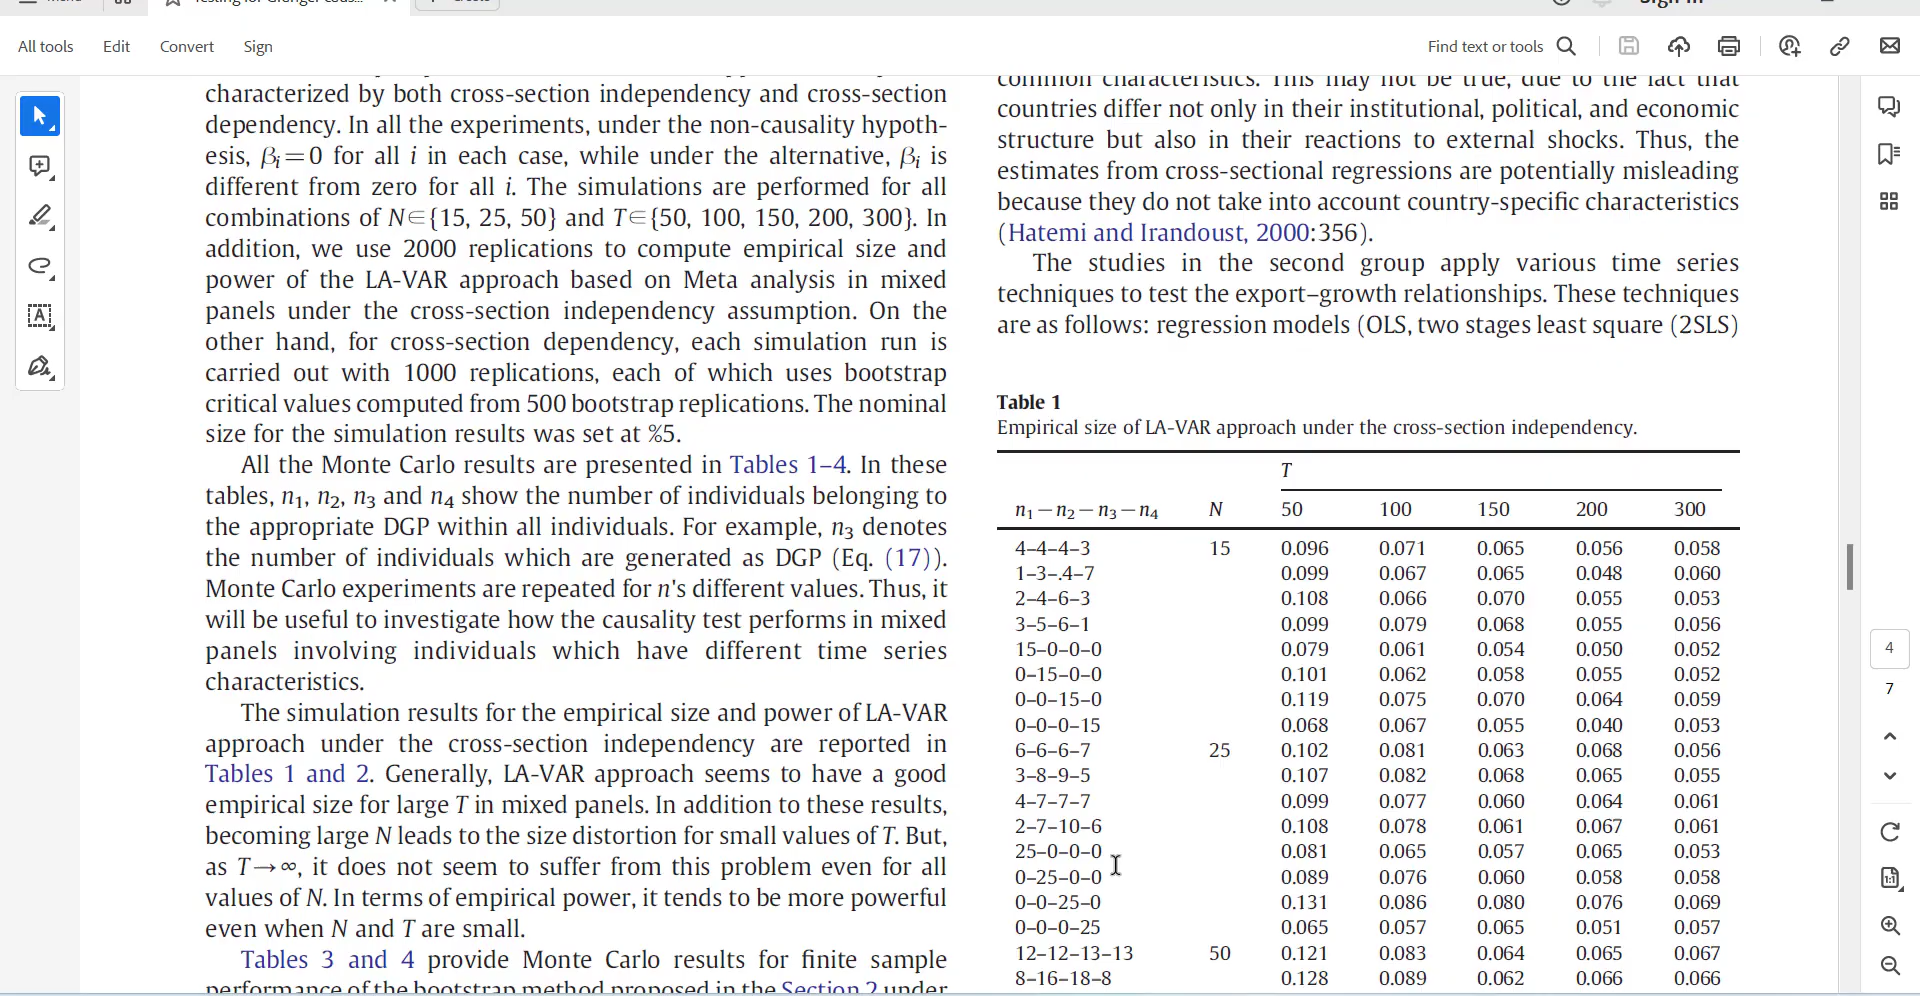 All tools Edit Convert Sign
Find text or tools
characterized by both cross-section independency and cross-section
dependency. In all the experiments, under the non-causality hypoth-
esis, βi=0 for all i in each case, while under the alternative, βi is
different from zero for all i. The simulations are performed for all
combinations of N∈{15, 25, 50} and T∈{50, 100, 150, 200, 300}. In
addition, we use 2000 replications to compute empirical size and
power of the LA-VAR approach based on Meta analysis in mixed
panels under the cross-section independency assumption. On the
other hand, for cross-section dependency, each simulation run is
carried out with 1000 replications, each of which uses bootstrap
critical values computed from 500 bootstrap replications. The nominal
size for the simulation results was set at %5.
All the Monte Carlo results are presented in Tables 1–4. In these
tables, n1, n2, n3 and n4 show the number of individuals belonging to
the appropriate DGP within all individuals. For example, n3 denotes
the number of individuals which are generated as DGP (Eq. (17)).
Monte Carlo experiments are repeated for n's different values. Thus, it
will be useful to investigate how the causality test performs in mixed
panels involving individuals which have different time series
characteristics.
The simulation results for the empirical size and power of LA-VAR
approach under the cross-section independency are reported in
Tables 1 and 2. Generally, LA-VAR approach seems to have a good
empirical size for large T in mixed panels. In addition to these results,
becoming large N leads to the size distortion for small values of T. But,
as T→∞, it does not seem to suffer from this problem even for all
values of N. In terms of empirical power, it tends to be more powerful
even when N and T are small.
Tables 3 and 4 provide Monte Carlo results for finite sample
performance of the bootstrap method proposed in the Section 2 under
common characteristics. This may not be true, due to the fact that
countries differ not only in their institutional, political, and economic
structure but also in their reactions to external shocks. Thus, the
estimates from cross-sectional regressions are potentially misleading
because they do not take into account country-specific characteristics
(Hatemi and Irandoust, 2000:356).
The studies in the second group apply various time series
techniques to test the export–growth relationships. These techniques
are as follows: regression models (OLS, two stages least square (2SLS)
Table 1
Empirical size of LA-VAR approach under the cross-section independency.
T
n1−n2−n3−n4 N 50 100 150 200 300
4–4–4–3 15 0.096 0.071 0.065 0.056 0.058
1–3–.4–7 0.099 0.067 0.065 0.048 0.060
2–4–6–3 0.108 0.066 0.070 0.055 0.053
3–5–6–1 0.099 0.079 0.068 0.055 0.056
15–0–0–0 0.079 0.061 0.054 0.050 0.052
0–15–0–0 0.101 0.062 0.058 0.055 0.052
0–0–15–0 0.119 0.075 0.070 0.064 0.059
0–0–0–15 0.068 0.067 0.055 0.040 0.053
6–6–6–7 25 0.102 0.081 0.063 0.068 0.056
3–8–9–5 0.107 0.082 0.068 0.065 0.055
4–7–7–7 0.099 0.077 0.060 0.064 0.061
2–7–10–6 0.108 0.078 0.061 0.067 0.061
25–0–0–0 0.081 0.065 0.057 0.065 0.053
0–25–0–0 0.089 0.076 0.060 0.058 0.058
0–0–25–0 0.131 0.086 0.080 0.076 0.069
0–0–0–25 0.065 0.057 0.065 0.051 0.057
12–12–13–13 50 0.121 0.083 0.064 0.065 0.067
8–16–18–8 0.128 0.089 0.062 0.066 0.066
4
7